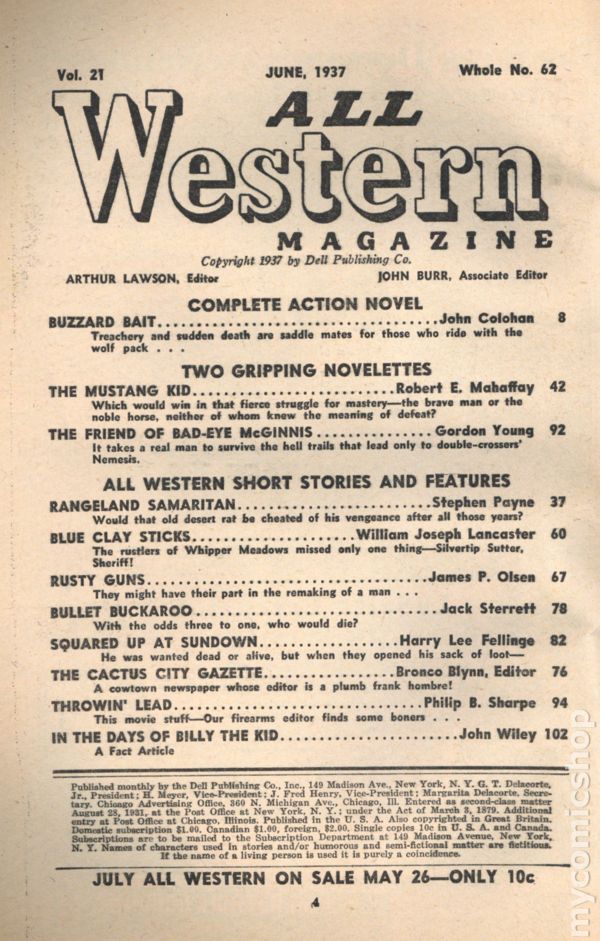 Vol. 21 JUNE, 1937 Whole No. 62
ALL
Western
MAGAZINE
Copyright 1937 by Dell Publishing Co.
ARTHUR LAWSON, Editor JOHN BURR, Associate Editor
COMPLETE ACTION NOVEL
BUZZARD BAIT........................................John Colohan 8
Treachery and sudden death are saddle mates for those who ride with the
wolf pack . . .
TWO GRIPPING NOVELETTES
THE MUSTANG KID.........................Robert E. Mahaffay 42
Which would win in that fierce struggle for mastery—the brave man or the
noble horse, neither of whom knew the meaning of defeat?
THE FRIEND OF BAD-EYE McGINNIS...............Gordon Young 92
It takes a real man to survive the hell trails that lead only to double-crossers'
Nemesis.
ALL WESTERN SHORT STORIES AND FEATURES
RANGELAND SAMARITAN............................Stephen Payne 37
Would that old desert rat be cheated of his vengeance after all those years?
BLUE CLAY STICKS.....................William Joseph Lancaster 60
The rustlers of Whipper Meadows missed only one thing—Silvertip Sutter,
Sheriff!
RUSTY GUNS........................................James P. Olsen 67
They might have their part in the remaking of a man . . .
BULLET BUCKAROO...................................Jack Sterrett 78
With the odds three to one, who would die?
SQUARED UP AT SUNDOWN....................Harry Lee Fellinge 82
He was wanted dead or alive, but when they opened his sack of loot—
THE CACTUS CITY GAZETTE...................Bronco Blynn, Editor 76
A cowtown newspaper whose editor is a plumb frank hombre!
THROWIN' LEAD....................................Philip B. Sharpe 94
This movie stuff—Our firearms editor finds some boners . . .
IN THE DAYS OF BILLY THE KID.........................John Wiley 102
A Fact Article
Published monthly by the Dell Publishing Co., Inc., 149 Madison Ave., New York, N. Y. G. T. Delacorte,
Jr., President; H. Meyer, Vice-President; J. Fred Henry, Vice-President; Margarita Delacorte, Secre-
tary. Chicago Advertising Office, 360 N. Michigan Ave., Chicago, Ill. Entered as second-class matter
August 28, 1931, at the Post Office at New York, N. Y.; under the Act of March 3, 1879. Additional
entry at Post Office at Chicago, Illinois. Published in the U. S. A. Also copyrighted in Great Britain.
Domestic subscription $1.00. Canadian $1.00, foreign, $2.00. Single copies 10c in U. S. A. and Canada.
Subscriptions are to be mailed to the Subscription Department at 149 Madison Avenue, New York,
N. Y. Names of characters used in stories and/or humorous and semi-fictional matter are fictitious.
If the name of a living person is used it is purely a coincidence.
JULY ALL WESTERN ON SALE MAY 26—ONLY 10c
4
mycomicshop